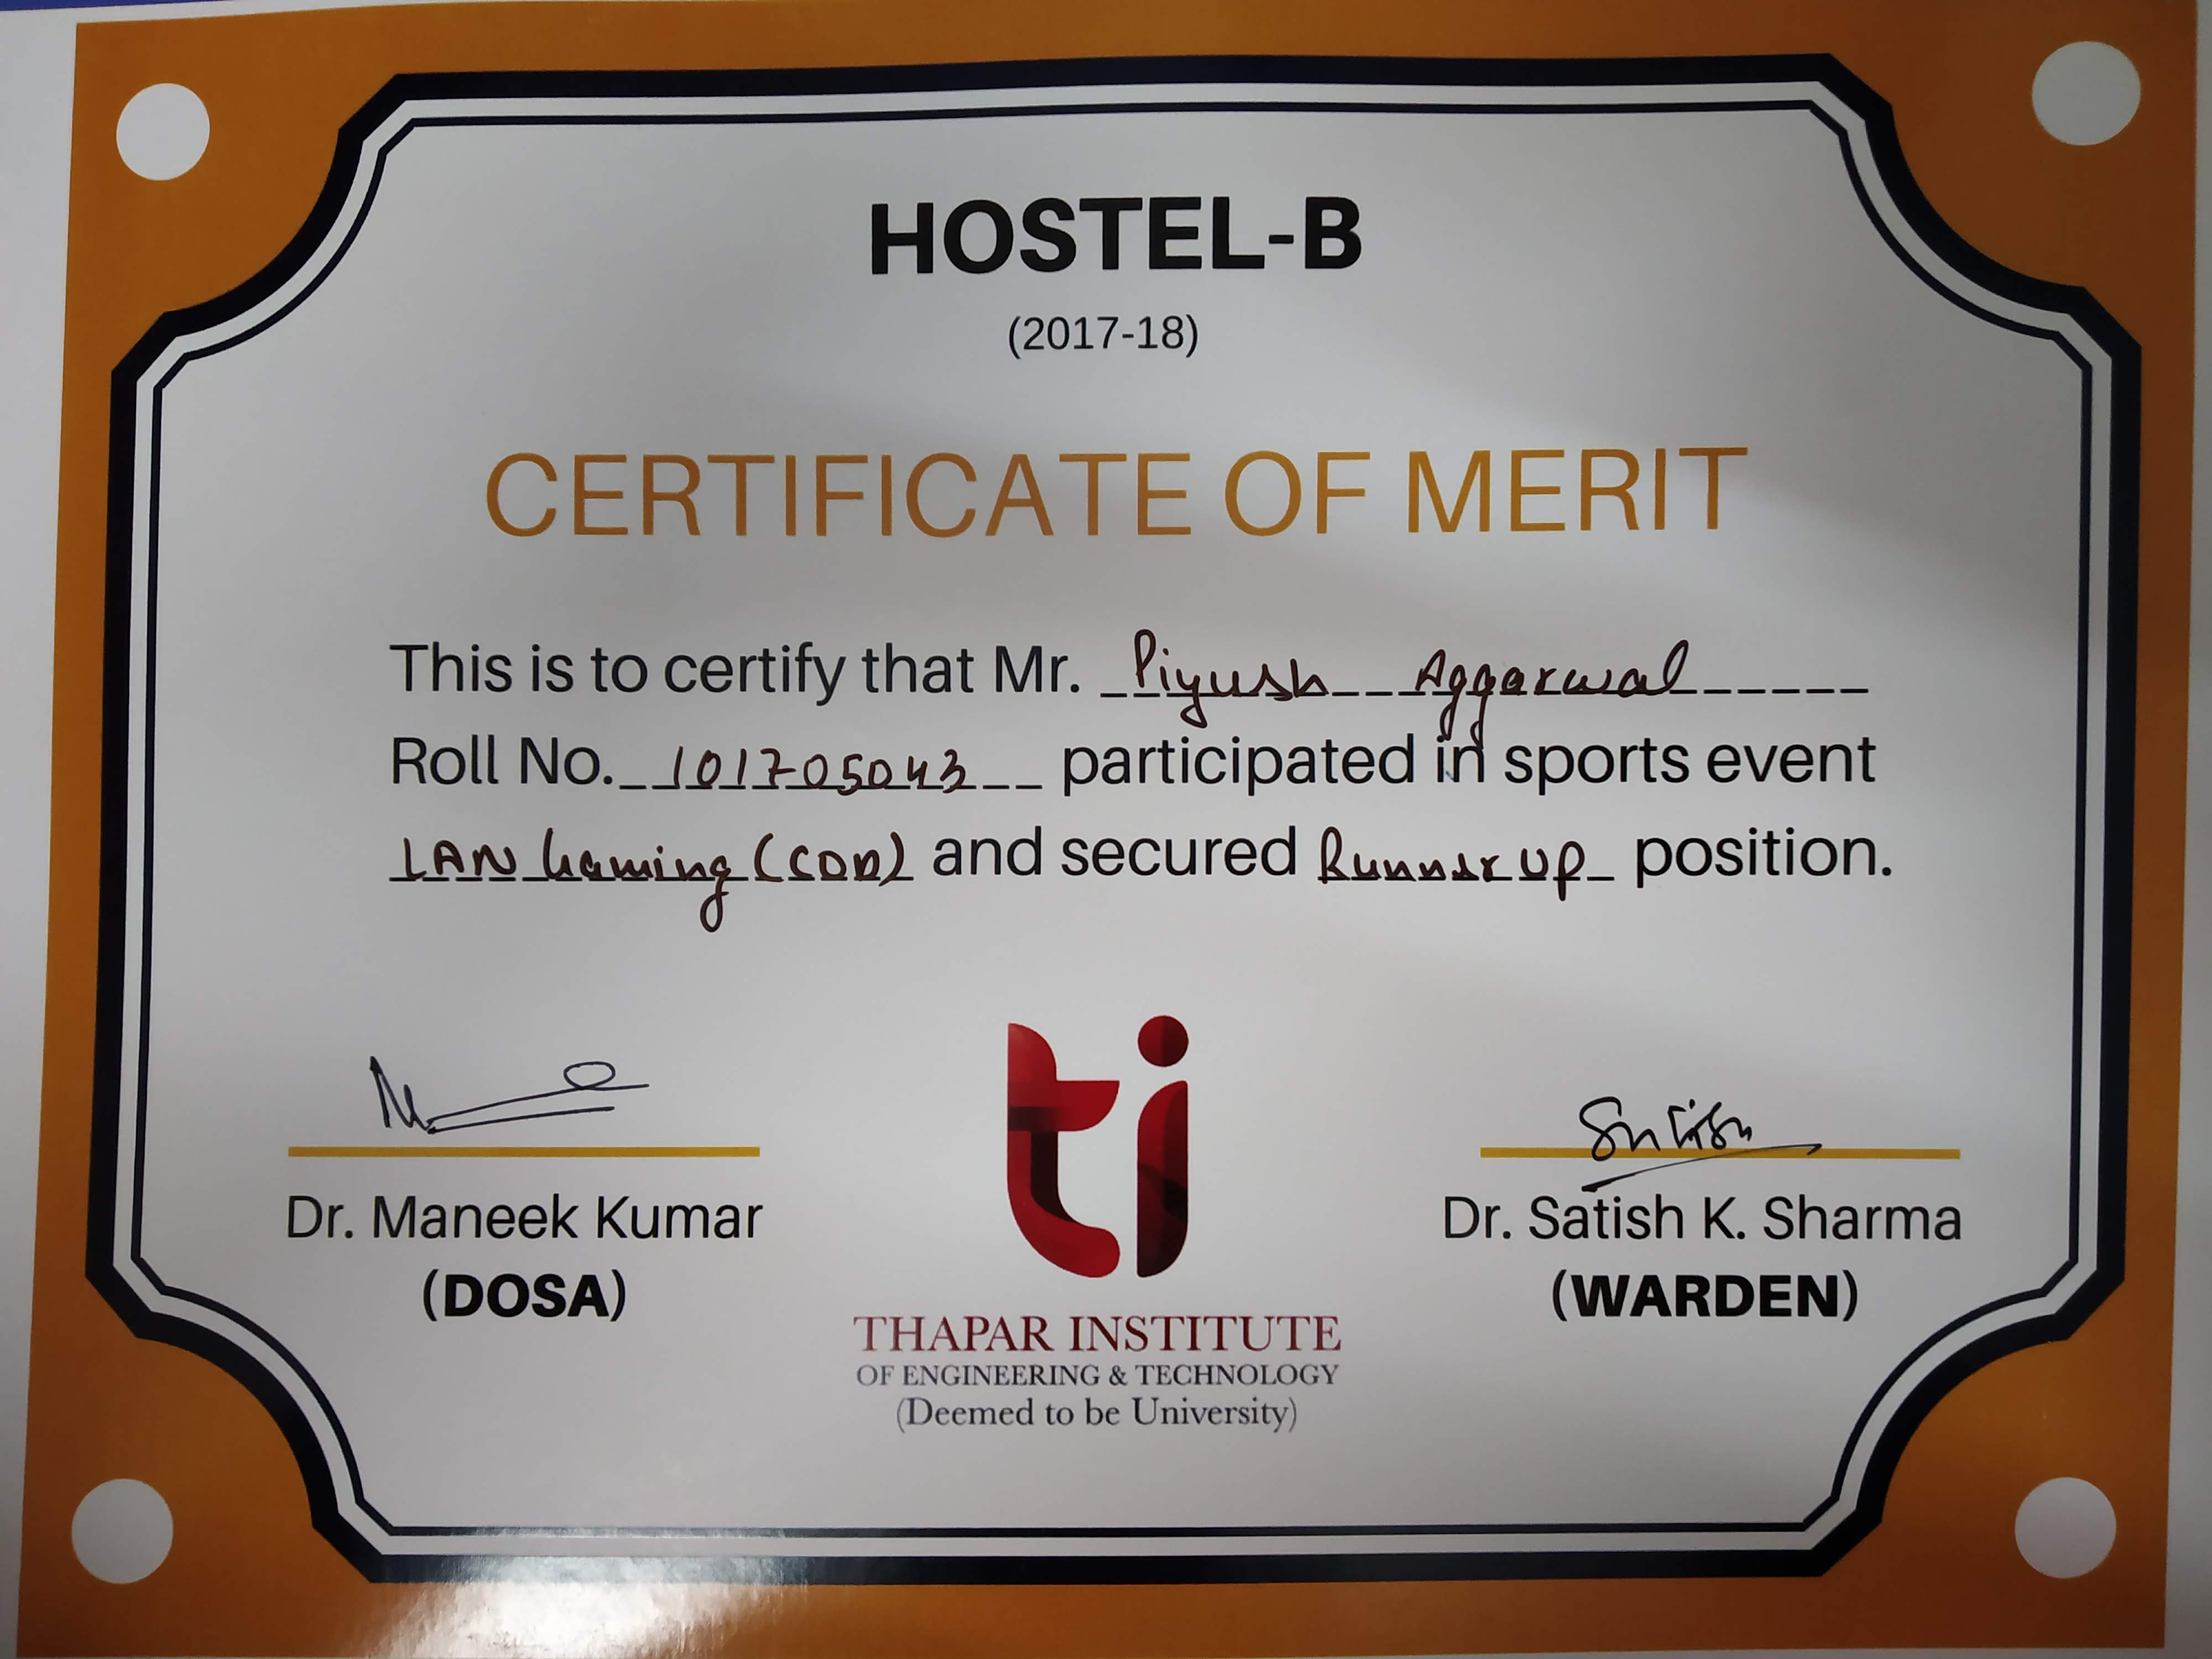 HOSTEL-B
(2017-18)
CERTIFICATE OF MERIT
This is to certify that Mr. Piyush Aggarwal
Roll No. 101705043 participated in sports event
LAN Gaming (COD) and secured Runner up position.
Satish
Dr. Maneek Kumar
(DOSA)
ti
THAPAR INSTITUTE
OF ENGINEERING & TECHNOLOGY
(Deemed to be University)
Dr. Satish K. Sharma
(WARDEN)